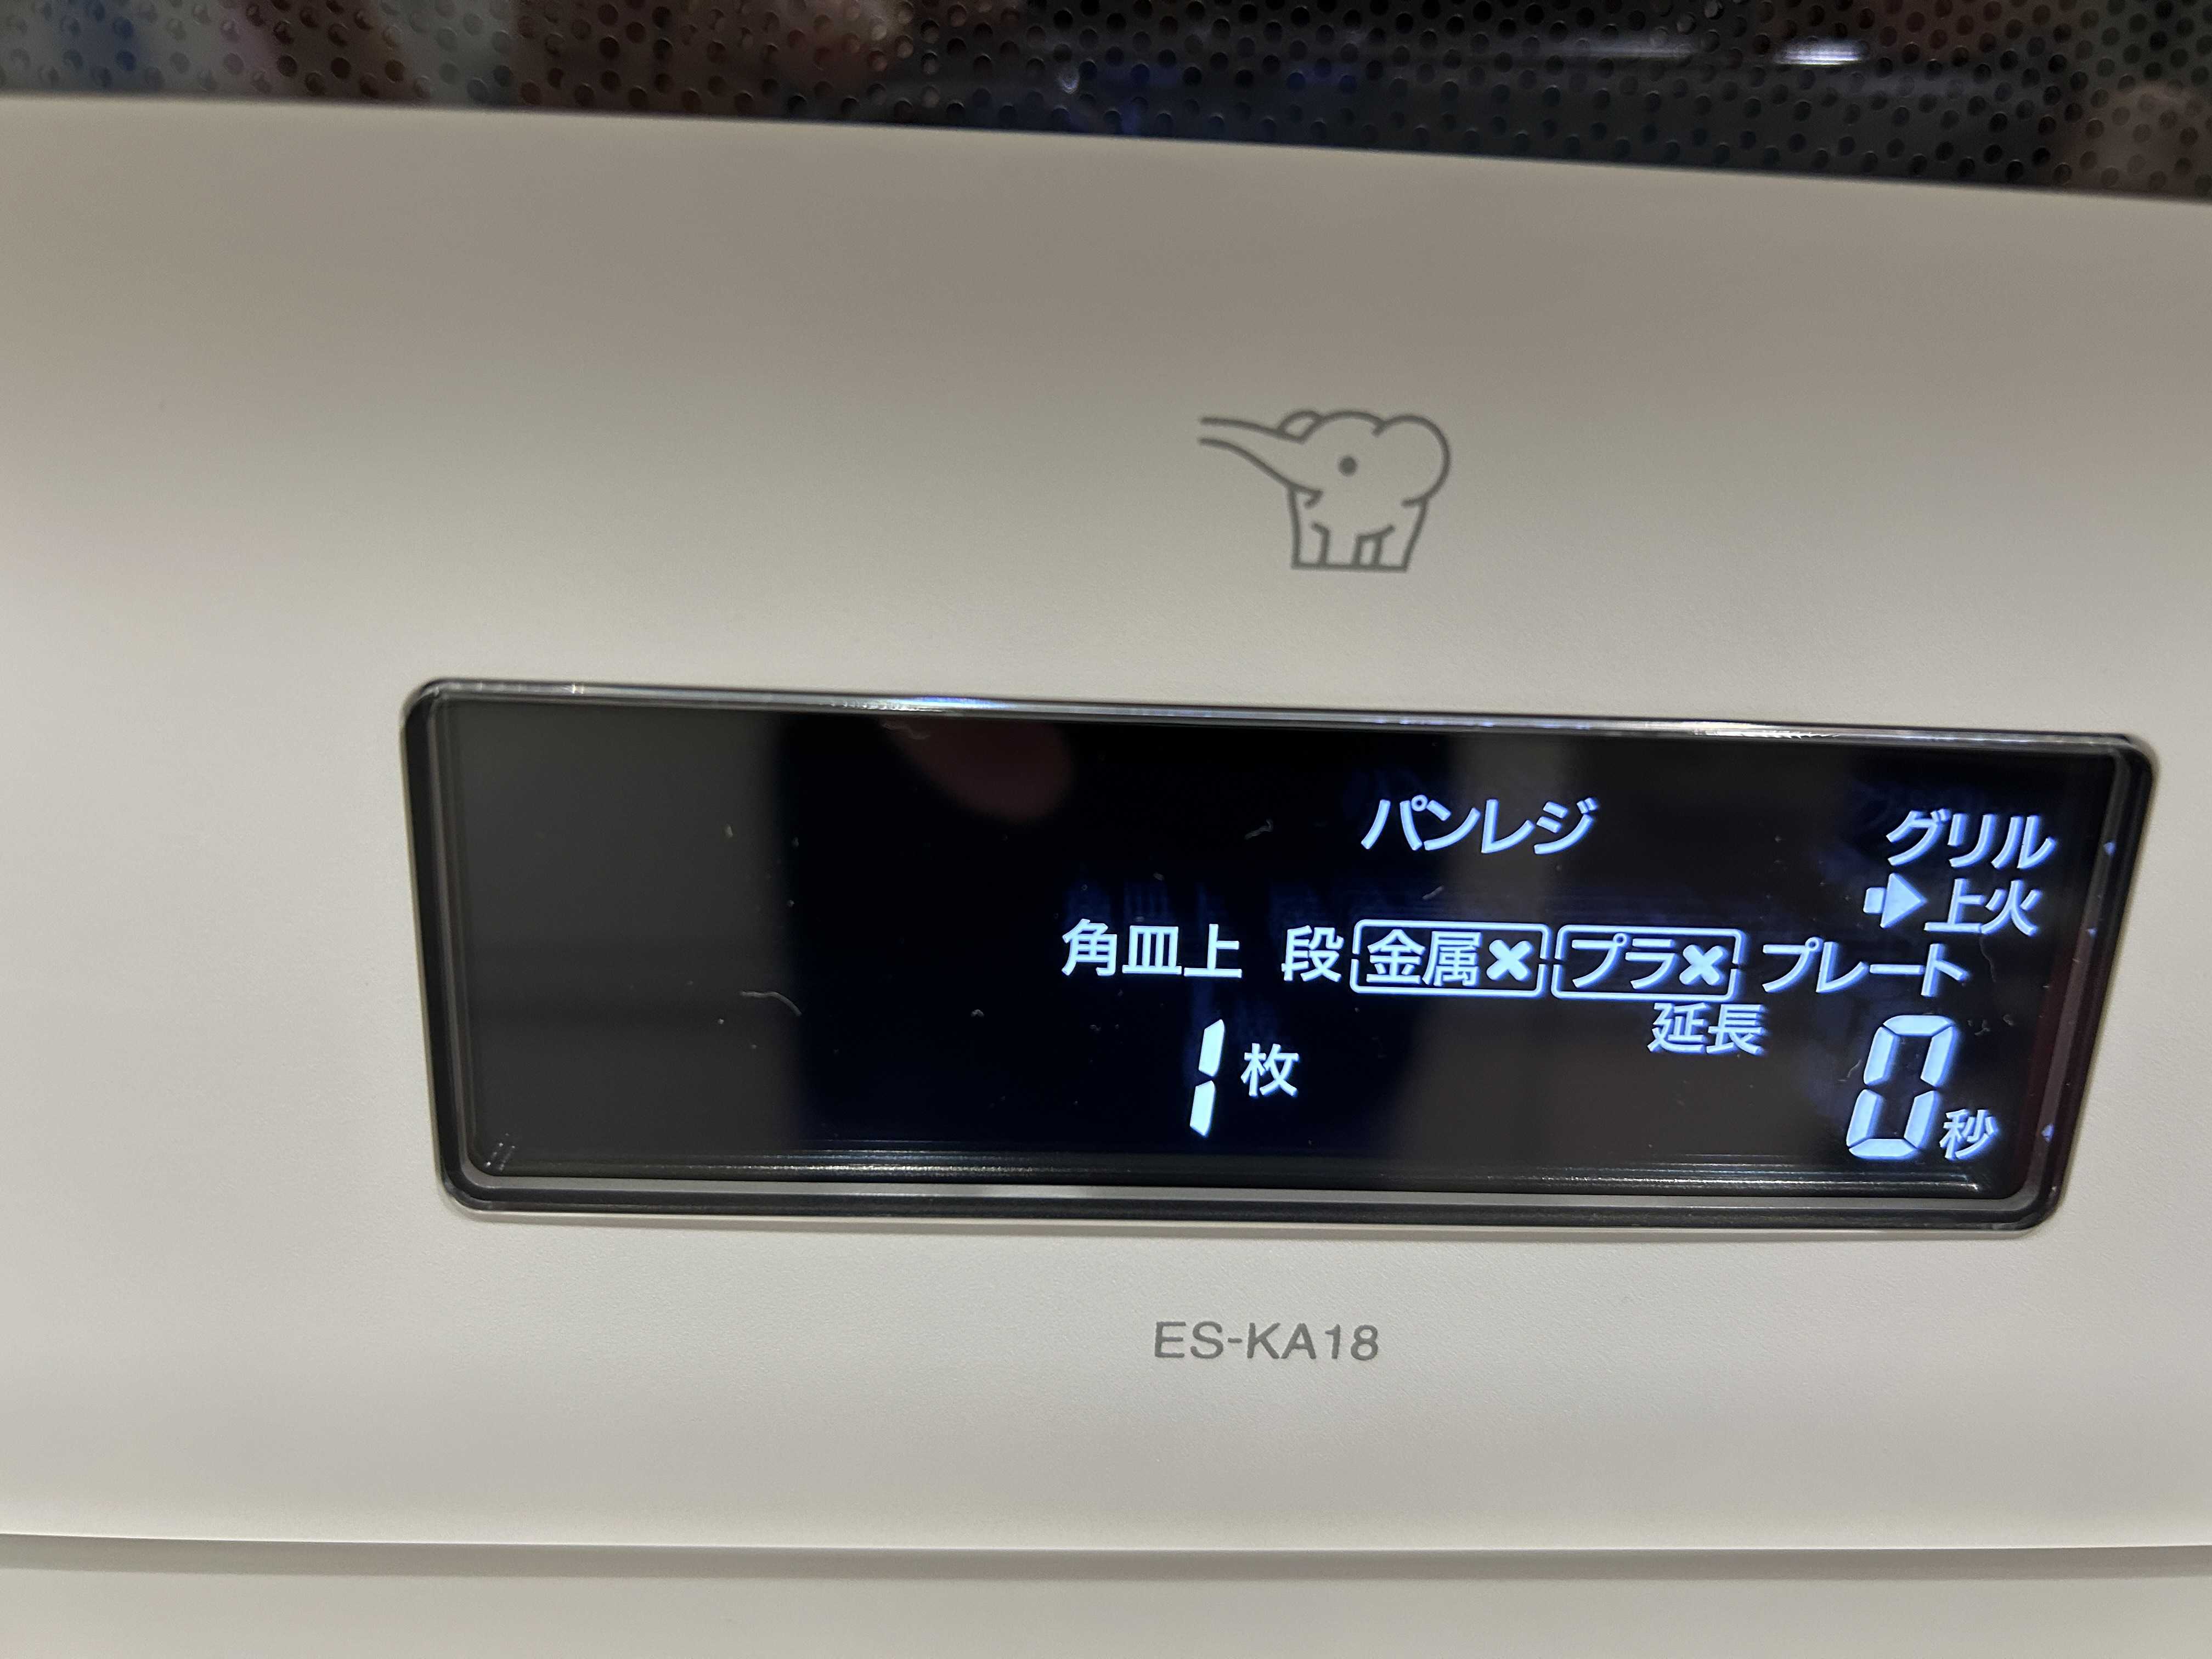 パンレジ
グリル
➡上火
角皿上 段 金属✖ プラ✖ プレート
延長
1枚
0秒
ES-KA18